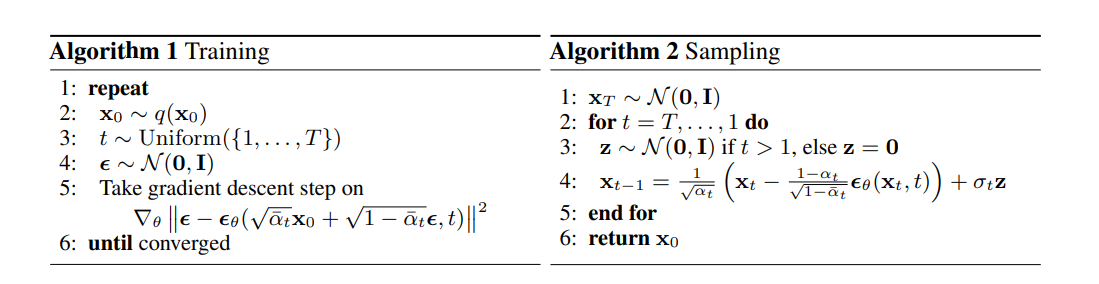 Algorithm 1 Training
1: repeat
2: x₀ ∼ q(x₀)
3: t ∼ Uniform({1, . . . , T})
4: ϵ ∼ 𝒩(0, I)
5: Take gradient descent step on
∇_θ ‖ϵ − ϵ_θ(√ᾱ_t x₀ + √(1 − ᾱ_t) ϵ, t)‖²
6: until converged
Algorithm 2 Sampling
1: x_T ∼ 𝒩(0, I)
2: for t = T, . . . , 1 do
3: z ∼ 𝒩(0, I) if t > 1, else z = 0
4: x_{t−1} = 1/√α_t (x_t − (1−α_t)/√(1−ᾱ_t) ϵ_θ(x_t, t)) + σ_t z
5: end for
6: return x₀